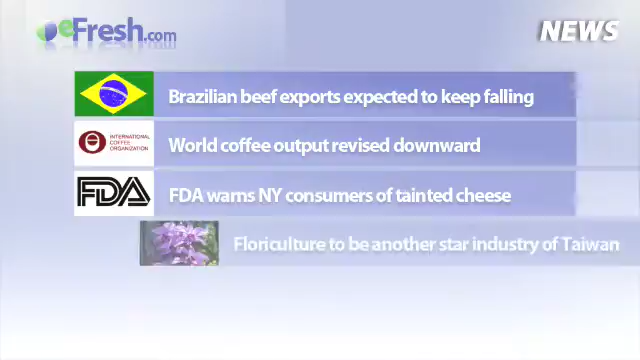 eFresh.com
NEWS
Brazilian beef exports expected to keep falling
INTERNATIONAL
COFFEE
ORGANIZATION
World coffee output revised downward
FDA
FDA warns NY consumers of tainted cheese
Floriculture to be another star industry of Taiwan